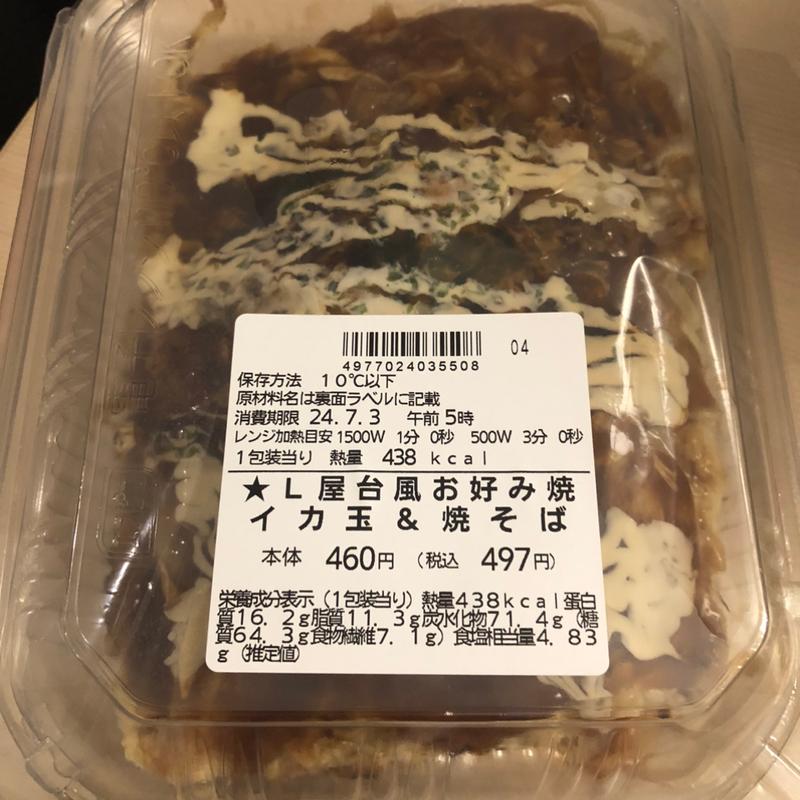 4977024035508
04
保存方法 10℃以下
原材料名は裏面ラベルに記載
消費期限 24.7.3 午前5時
レンジ加熱目安1500W 1分 0秒 500W 3分 0秒
1包装当り 熱量 438 kcal
★L屋台風お好み焼
イカ玉&焼そば
本体 460円 (税込 497円)
栄養成分表示(1包装当り)熱量438kcal蛋白
質16.2g脂質11.3g炭水化物71.4g(糖
質64.3g食物繊維7.1g)食塩相当量4.83
g(推定値)